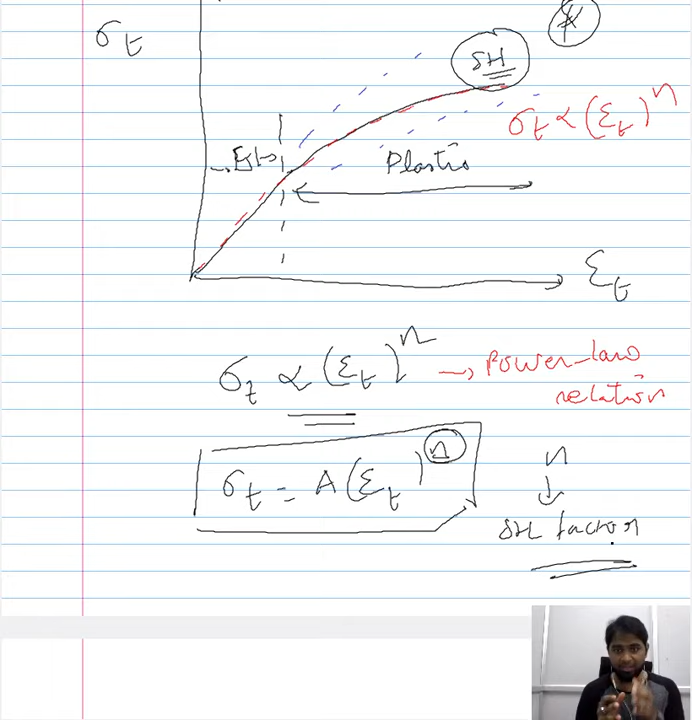 σt
SH
σt ∝ (εt)^n
Plastic
εt
σt ∝ (εt)^n → Power-law
relation
σt = A(εt)^n
n
↓
SH factor